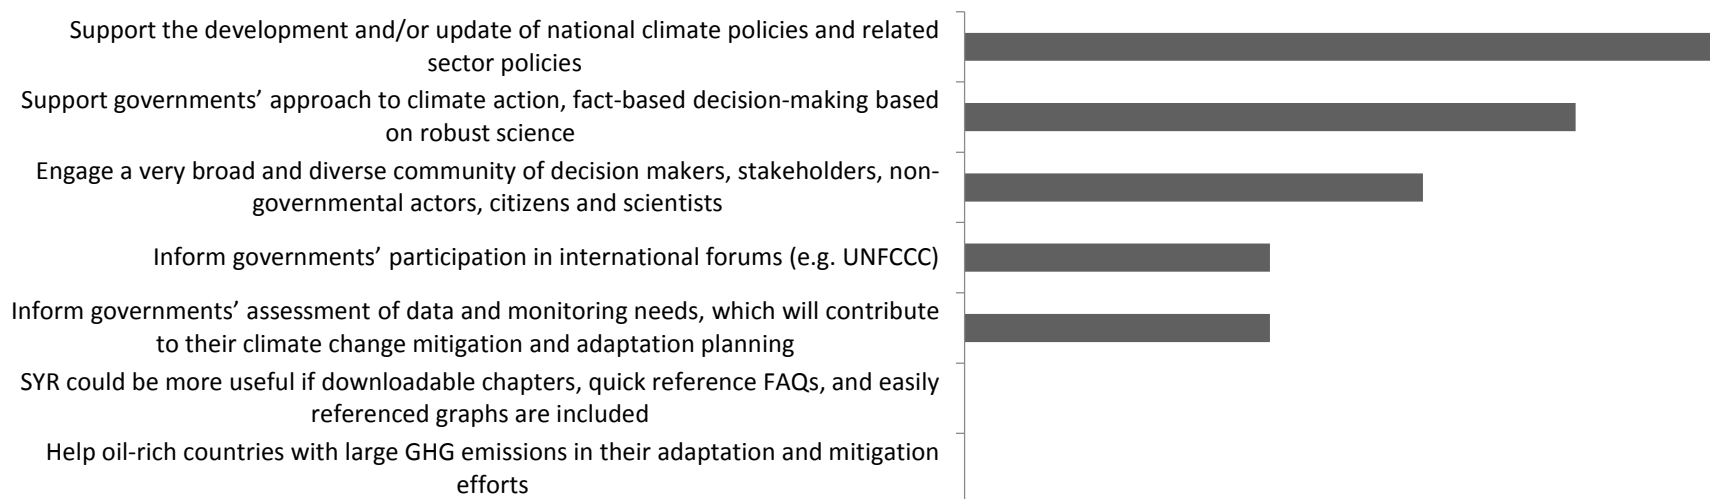 Support the development and/or update of national climate policies and related
sector policies
Support governments’ approach to climate action, fact-based decision-making based
on robust science
Engage a very broad and diverse community of decision makers, stakeholders, non-
governmental actors, citizens and scientists
Inform governments’ participation in international forums (e.g. UNFCCC)
Inform governments’ assessment of data and monitoring needs, which will contribute
to their climate change mitigation and adaptation planning
SYR could be more useful if downloadable chapters, quick reference FAQs, and easily
referenced graphs are included
Help oil-rich countries with large GHG emissions in their adaptation and mitigation
efforts